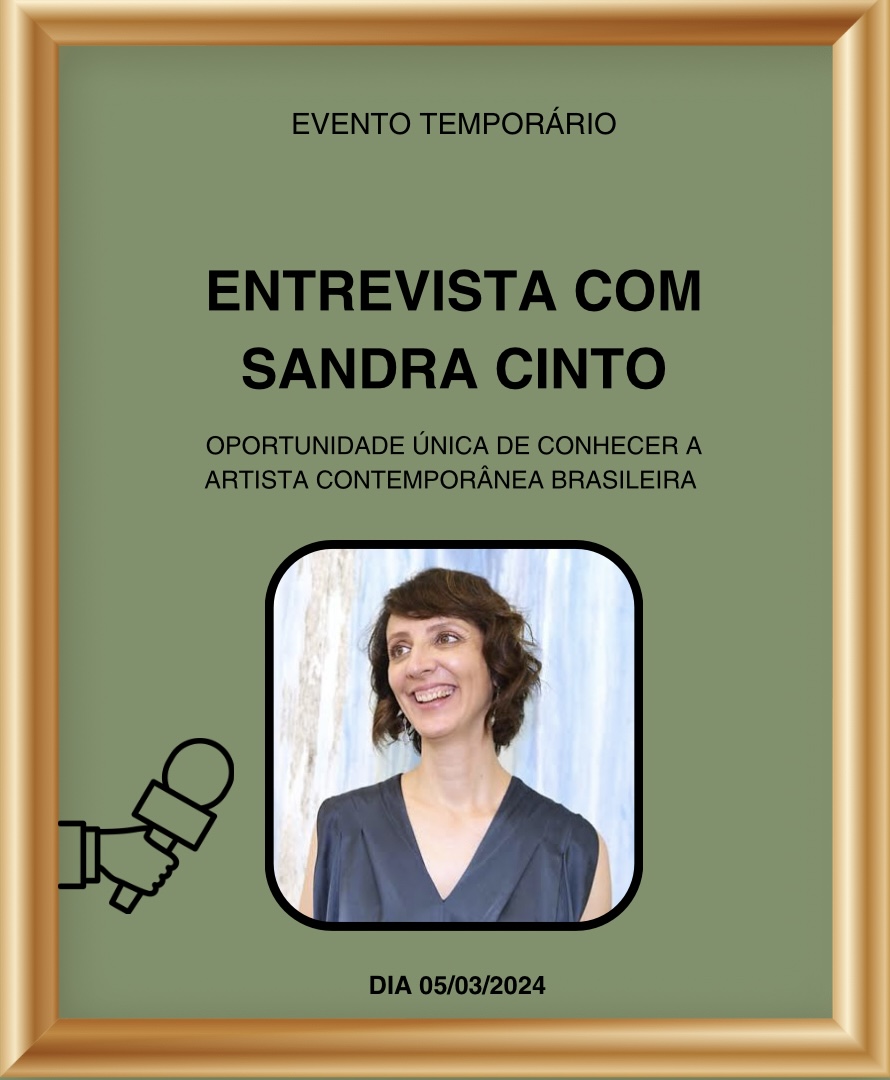 EVENTO TEMPORÁRIO
ENTREVISTA COM
SANDRA CINTO
OPORTUNIDADE ÚNICA DE CONHECER A
ARTISTA CONTEMPORÂNEA BRASILEIRA
DIA 05/03/2024